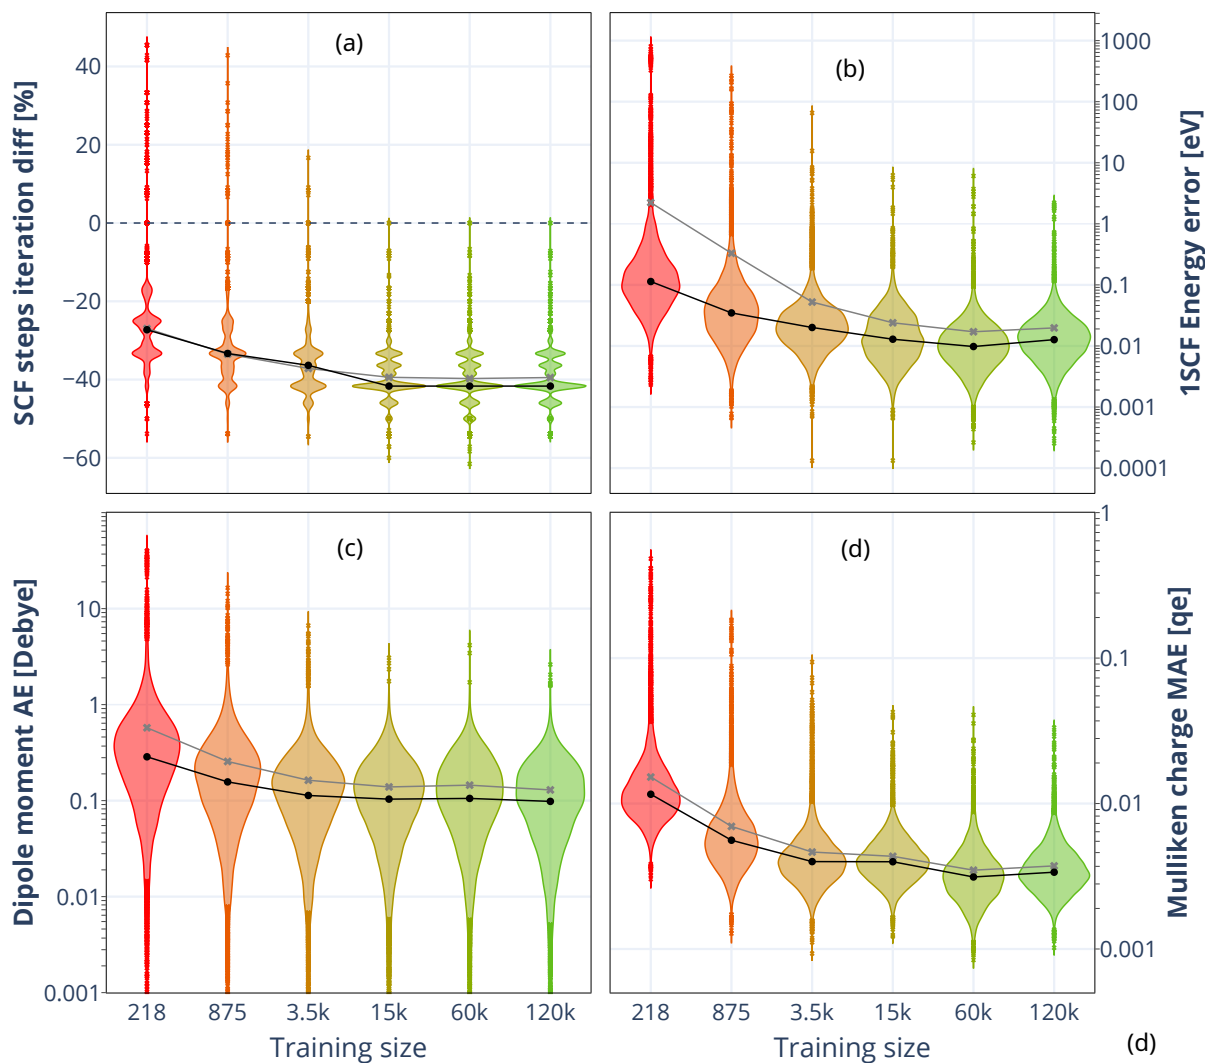 (a)
SCF steps iteration diff [%]
40
20
0
−20
−40
−60
(b)
1SCF Energy error [eV]
1000
100
10
1
0.1
0.01
0.001
0.0001
(c)
Dipole moment AE [Debye]
10
1
0.1
0.01
0.001
218
875
3.5k
15k
60k
120k
Training size
(d)
Mulliken charge MAE [qe]
1
0.1
0.01
0.001
218
875
3.5k
15k
60k
120k
Training size
(d)